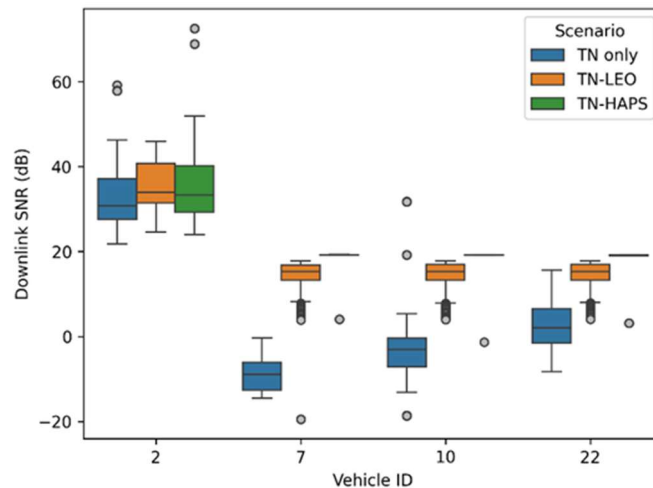 Scenario
TN only
TN-LEO
TN-HAPS
Downlink SNR (dB)
60
40
20
0
−20
2 7 10 22
Vehicle ID